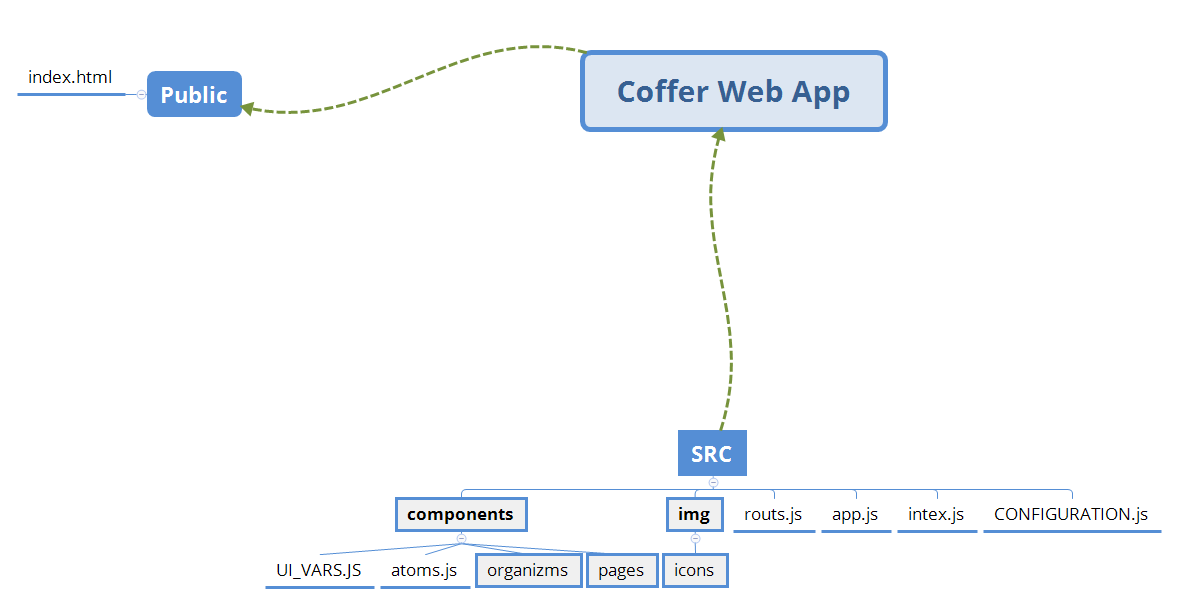 Coffer Web App
index.html
Public
SRC
components
img
routs.js
app.js
intex.js
CONFIGURATION.js
UI_VARS.JS
atoms.js
organizms
pages
icons